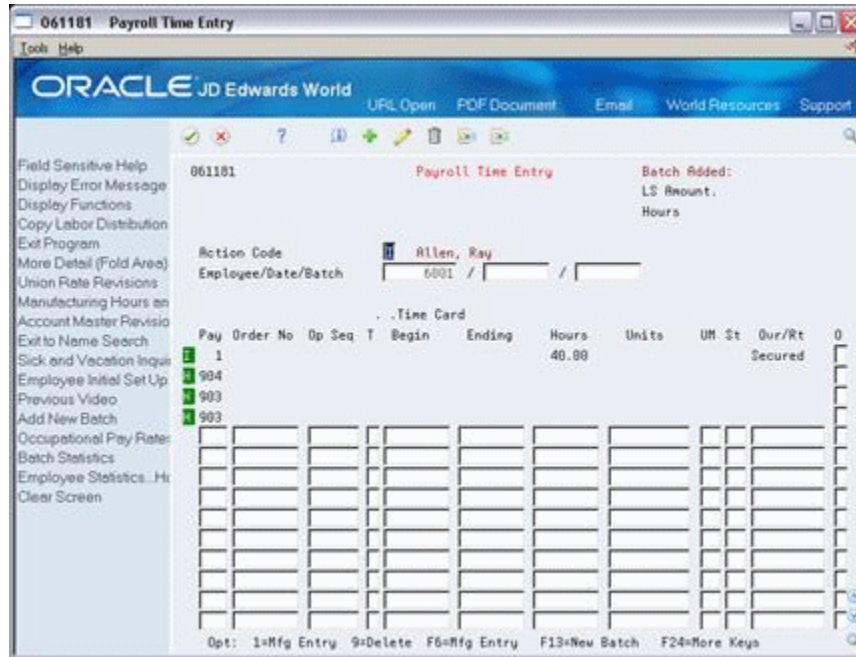 061181 Payroll Time Entry
Tools Help
ORACLE JD Edwards World
URL Open PDF Document Email World Resources Support
Field Sensitive Help
Display Error Message
Display Functions
Copy Labor Distribution
Exit Program
More Detail (Fold Area)
Union Rate Revisions
Manufacturing Hours an
Account Master Revisio
Exit to Name Search
Sick and Vacation Inqui
Employee Initial Set Up
Previous Video
Add New Batch
Occupational Pay Rates
Batch Statistics
Employee Statistics...Ho
Clear Screen
061181 Payroll Time Entry Batch Added:
LS Amount.
Hours
Action Code I Allen, Ray
Employee/Date/Batch 6001 / /
. .Time Card
Pay Order No Op Seq T Begin Ending Hours Units UM St Ovr/Rt O
I 1 40.00 Secured
904
903
903
Opt: 1=Mfg Entry 9=Delete F6=Mfg Entry F13=New Batch F24=More Keys